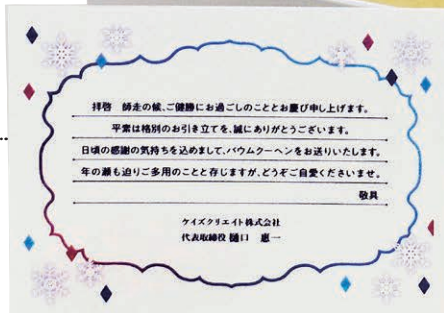 拝啓　師走の候、ご健勝にお過ごしのこととお慶び申し上げます。
平素は格別のお引き立てを、誠にありがとうございます。
日頃の感謝の気持ちを込めまして、バウムクーヘンをお送りいたします。
年の瀬も迫りご多用のことと存じますが、どうぞご自愛くださいませ。
敬具
ケイズクリエイト株式会社
代表取締役 樋口　恵一